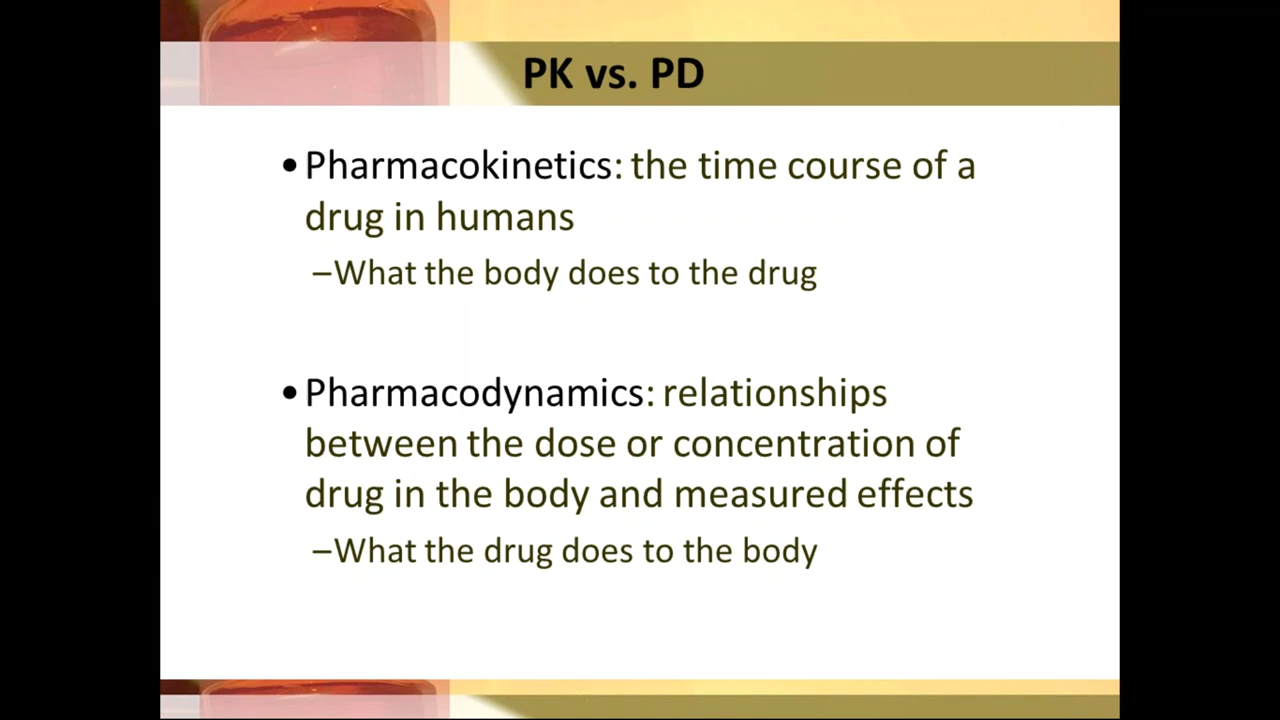 PK vs. PD
•Pharmacokinetics: the time course of a
drug in humans
–What the body does to the drug
•Pharmacodynamics: relationships
between the dose or concentration of
drug in the body and measured effects
–What the drug does to the body